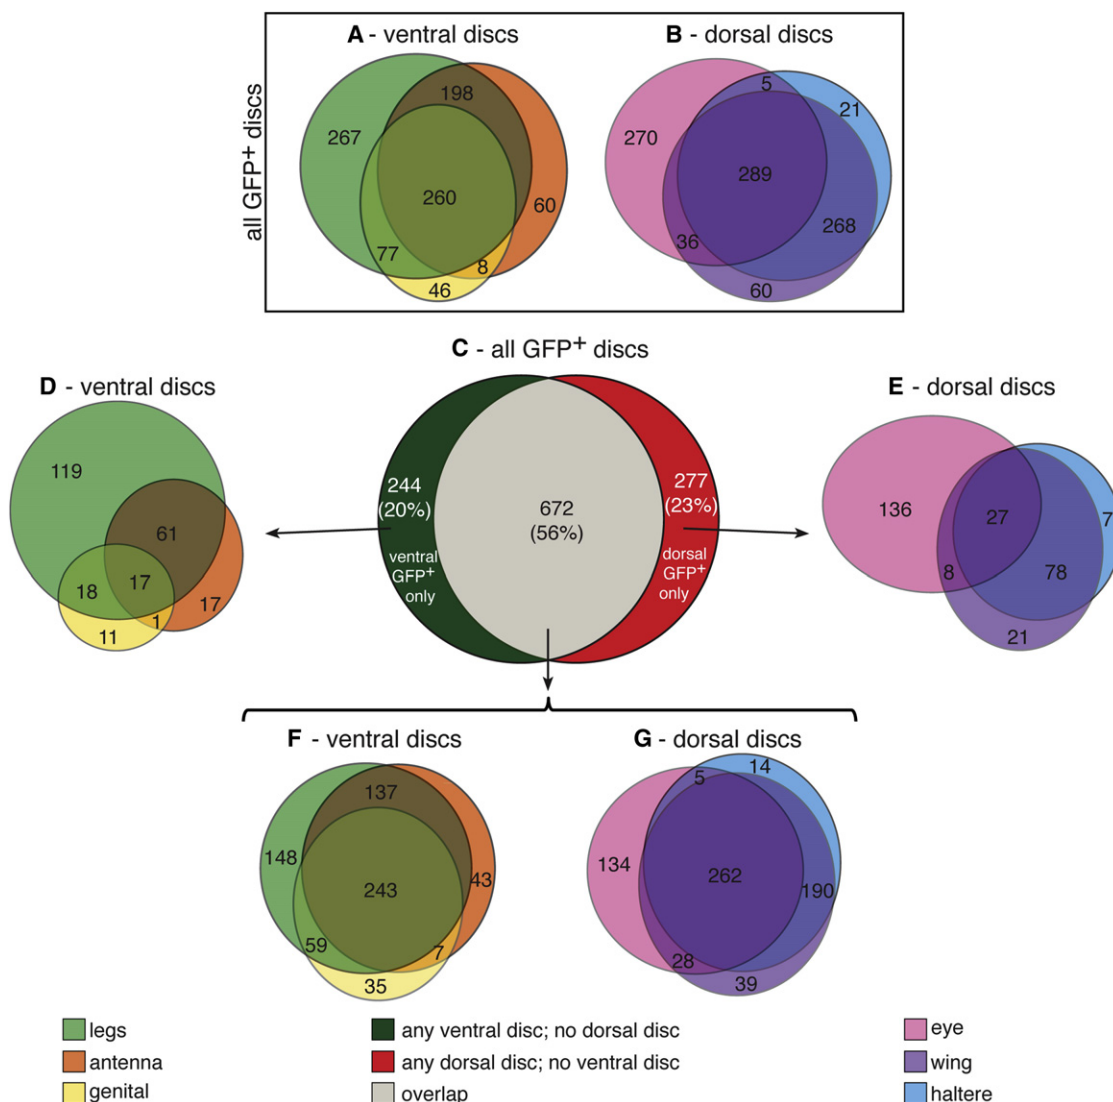 A - ventral discs
B - dorsal discs
all GFP+ discs
198
267
260
60
77
8
46
5
21
270
289
268
36
60
C - all GFP+ discs
D - ventral discs
E - dorsal discs
119
61
18
17
17
1
11
244
(20%)
ventral
GFP+
only
672
(56%)
277
(23%)
dorsal
GFP+
only
136
27
7
8
78
21
F - ventral discs
G - dorsal discs
137
148
243
43
59
7
35
14
5
134
262
190
28
39
legs
antenna
genital
any ventral disc; no dorsal disc
any dorsal disc; no ventral disc
overlap
eye
wing
haltere